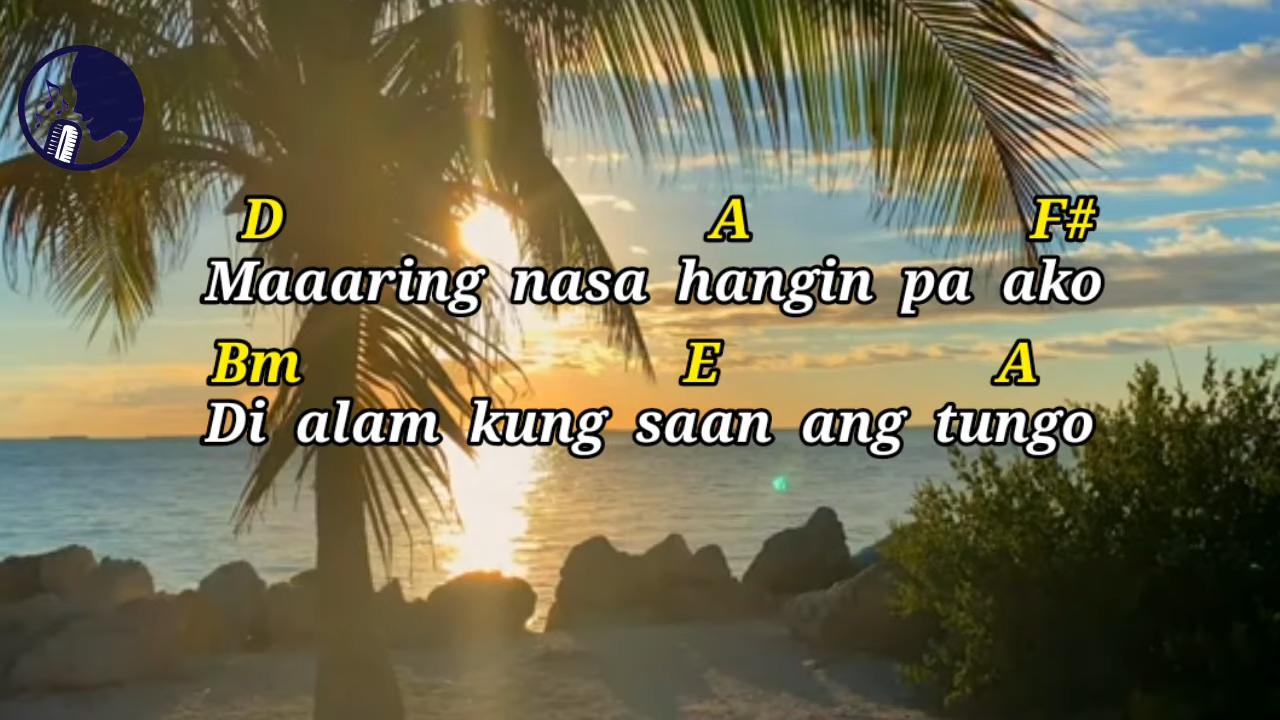 D A F#
Maaaring nasa hangin pa ako
Bm E A
Di alam kung saan ang tungo